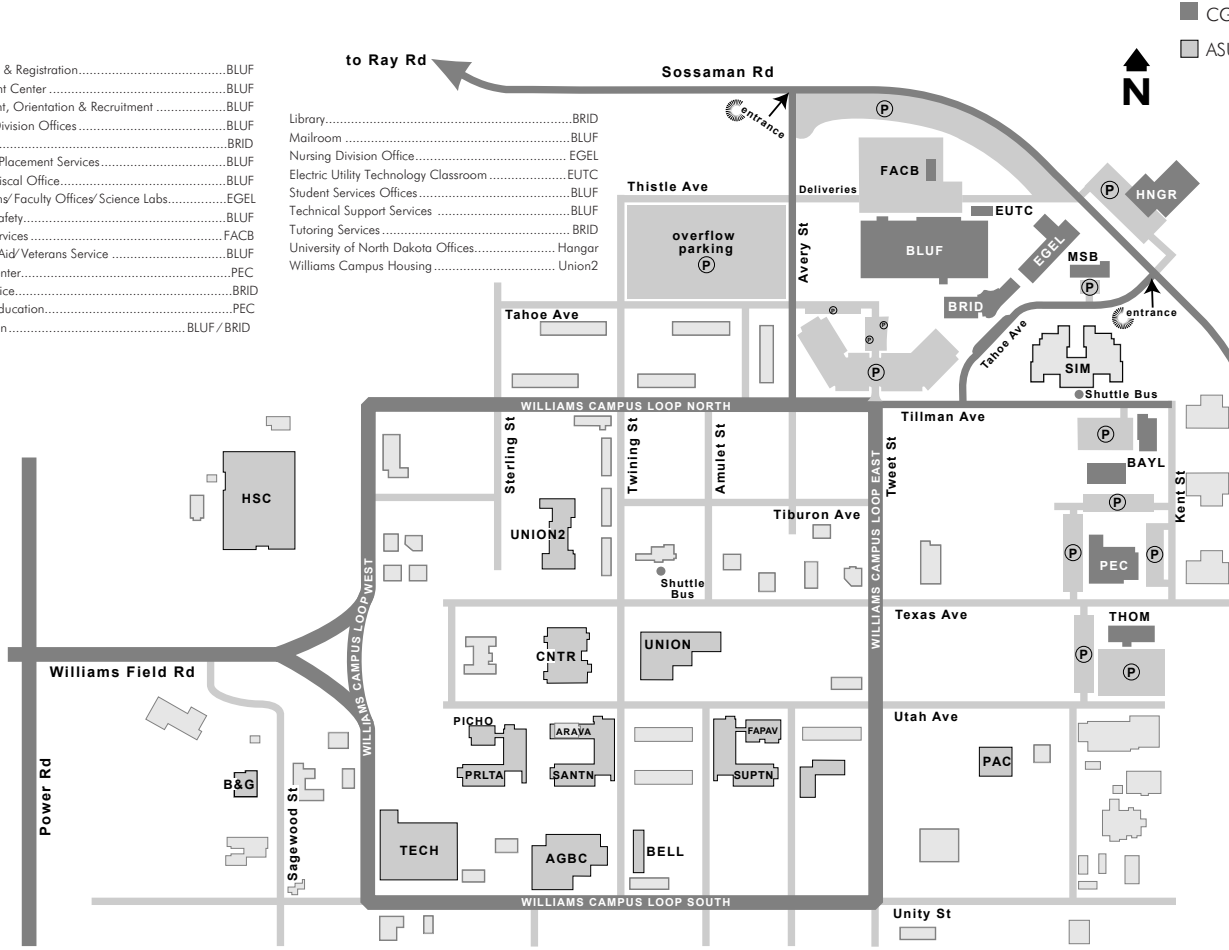 CG
ASU
N
& Registration..............................................BLUF
nt Center ......................................................BLUF
nt, Orientation & Recruitment ......................BLUF
Division Offices ..............................................BLUF
......................................................................BRID
Placement Services........................................BLUF
iscal Office....................................................BLUF
ns/ Faculty Offices/ Science Labs..................EGEL
afety..............................................................BLUF
rvices.............................................................FACB
Aid/ Veterans Service ...................................BLUF
nter................................................................PEC
ice.................................................................BRID
ducation.........................................................PEC
n...........................................................BLUF / BRID
Library...........................................................BRID
Mailroom .......................................................BLUF
Nursing Division Office...................................EGEL
Electric Utility Technology Classroom .............EUTC
Student Services Offices.................................BLUF
Technical Support Services .............................BLUF
Tutoring Services ............................................BRID
University of North Dakota Offices..................Hangar
Williams Campus Housing ..............................Union2
to Ray Rd
Sossaman Rd
entrance
P
FACB
P
HNGR
Thistle Ave
Deliveries
EUTC
overflow
parking
P
Avery St
BLUF
EGEL
MSB
P
BRID
entrance
Tahoe Ave
P
P
P
P
Tahoe Ave
SIM
Shuttle Bus
WILLIAMS CAMPUS LOOP NORTH
Tillman Ave
Sterling St
Twining St
Amulet St
WILLIAMS CAMPUS LOOP EAST
Tweet St
P
BAYL
Kent St
HSC
P
Tiburon Ave
UNION2
P
PEC
P
Shuttle
Bus
WILLIAMS CAMPUS LOOP WEST
Texas Ave
THOM
CNTR
UNION
P
P
Williams Field Rd
Utah Ave
PICHO
ARAVA
FAPAV
PRLTA
SANTN
SUPTN
PAC
B&G
Power Rd
Sagewood St
TECH
AGBC
BELL
WILLIAMS CAMPUS LOOP SOUTH
Unity St